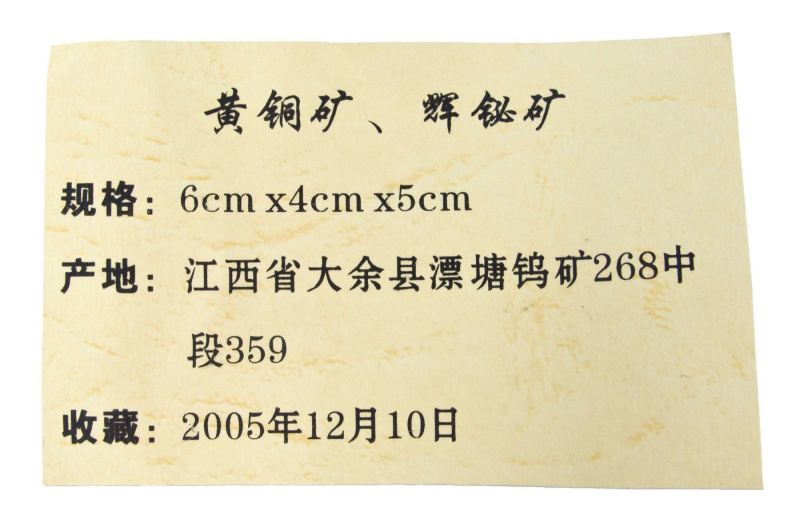 黄铜矿、辉铋矿
规格：6cm x4cm x5cm
产地：江西省大余县漂塘钨矿268中
段359
收藏：2005年12月10日